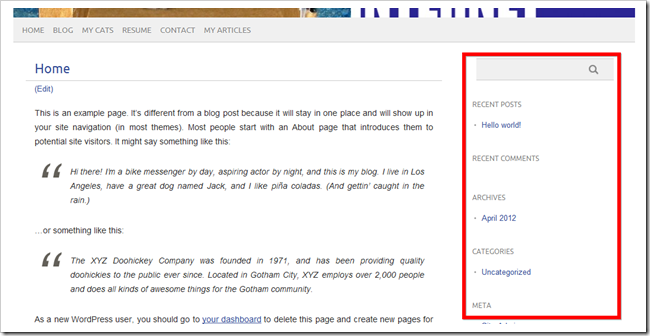 HOME BLOG MY CATS RESUME CONTACT MY ARTICLES
Home
(Edit)
This is an example page. It's different from a blog post because it will stay in one place and will show up in
your site navigation (in most themes). Most people start with an About page that introduces them to
potential site visitors. It might say something like this:
“ Hi there! I'm a bike messenger by day, aspiring actor by night, and this is my blog. I live in Los
Angeles, have a great dog named Jack, and I like piña coladas. (And gettin' caught in the
rain.)
...or something like this:
“ The XYZ Doohickey Company was founded in 1971, and has been providing quality
doohickies to the public ever since. Located in Gotham City, XYZ employs over 2,000 people
and does all kinds of awesome things for the Gotham community.
As a new WordPress user, you should go to your dashboard to delete this page and create new pages for
RECENT POSTS
Hello world!
RECENT COMMENTS
ARCHIVES
April 2012
CATEGORIES
Uncategorized
META